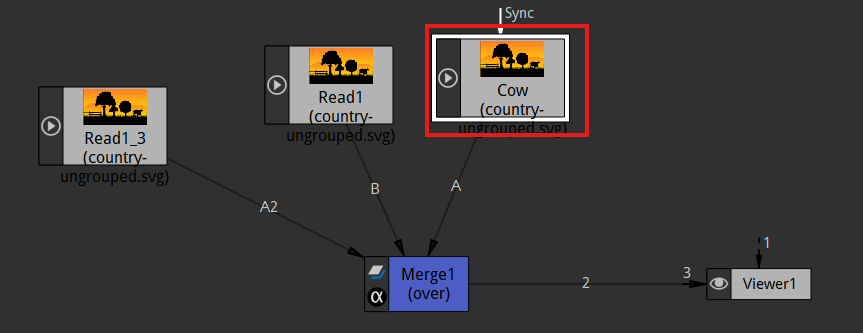 Sync
Cow
(country-
ungrouped.svg)
Read1
(country-
ungrouped.svg)
Read1_3
(country-
ungrouped.svg)
A2
B
A
Merge1
(over)
α
2
3
1
Viewer1